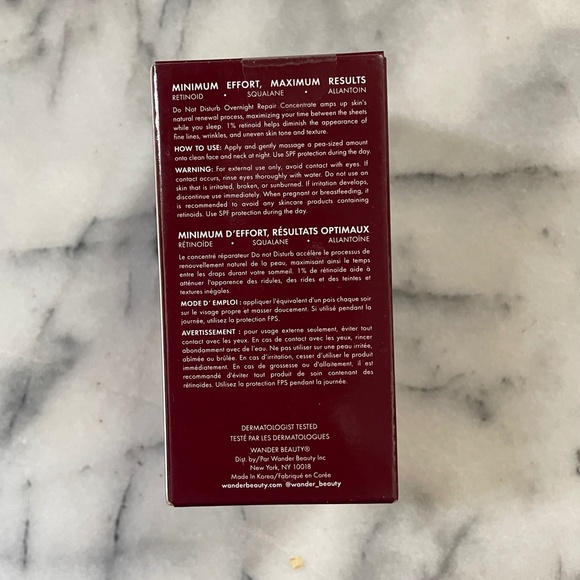 MINIMUM EFFORT, MAXIMUM RESULTS
RETINOID • SQUALANE • ALLANTOIN
Do Not Disturb Overnight Repair Concentrate amps up skin's
natural renewal process, maximizing your time between the sheets
while you sleep. 1% retinoid helps diminish the appearance of
fine lines, wrinkles, and uneven skin tone and texture.
HOW TO USE: Apply and gently massage a pea-sized amount
onto clean face and neck at night. Use SPF protection during the day.
WARNING: For external use only, avoid contact with eyes. If
contact occurs, rinse eyes thoroughly with water. Do not use on
skin that is irritated, broken, or sunburned. If irritation develops,
discontinue use immediately. When pregnant or breastfeeding, it
is recommended to avoid any skincare products containing
retinoids. Use SPF protection during the day.
MINIMUM D'EFFORT, RÉSULTATS OPTIMAUX
RÉTINOÏDE • SQUALANE • ALLANTOÏNE
Le concentré réparateur Do not Disturb accélère le processus de
renouvellement naturel de la peau, maximisant ainsi le temps
entre les draps durant votre sommeil. 1% de rétinoïde aide à
atténuer l'apparence des ridules, des rides et des teints et
textures inégales.
MODE D' EMPLOI : appliquer l'équivalent d'un pois chaque soir
sur le visage propre et masser doucement. Si utilisé pendant la
journée, utilisez la protection FPS.
AVERTISSEMENT : pour usage externe seulement, éviter tout
contact avec les yeux. En cas de contact avec les yeux, rincer
abondamment avec de l'eau. Ne pas utiliser sur une peau irritée,
abîmée ou brûlée. En cas d'irritation, cesser d'utiliser le produit
immédiatement. En cas de grossesse ou d'allaitement, il est
recommandé d'éviter tout produit de soin contenant des
rétinoïdes. Utilisez la protection FPS pendant la journée.
DERMATOLOGIST TESTED
TESTÉ PAR LES DERMATOLOGUES
WANDER BEAUTY®
Dist. by/Par Wander Beauty Inc
New York, NY 10018
Made In Korea/Fabriqué en Corée
wanderbeauty.com @wander_beauty